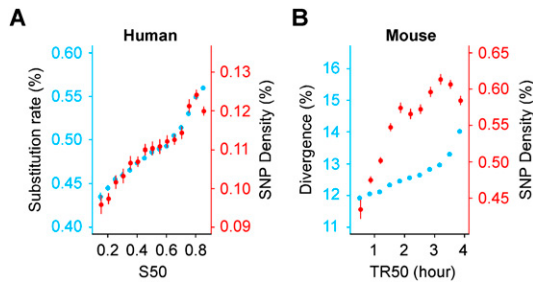 A
Human
Substitution rate (%)
0.60
0.55
0.50
0.45
0.40
0.13
0.12
0.11
0.10
0.09
SNP Density (%)
0.2 0.4 0.6 0.8
S50
B
Mouse
Divergence (%)
16
15
14
13
12
11
0.65
0.60
0.55
0.50
0.45
SNP Density (%)
1 2 3 4
TR50 (hour)